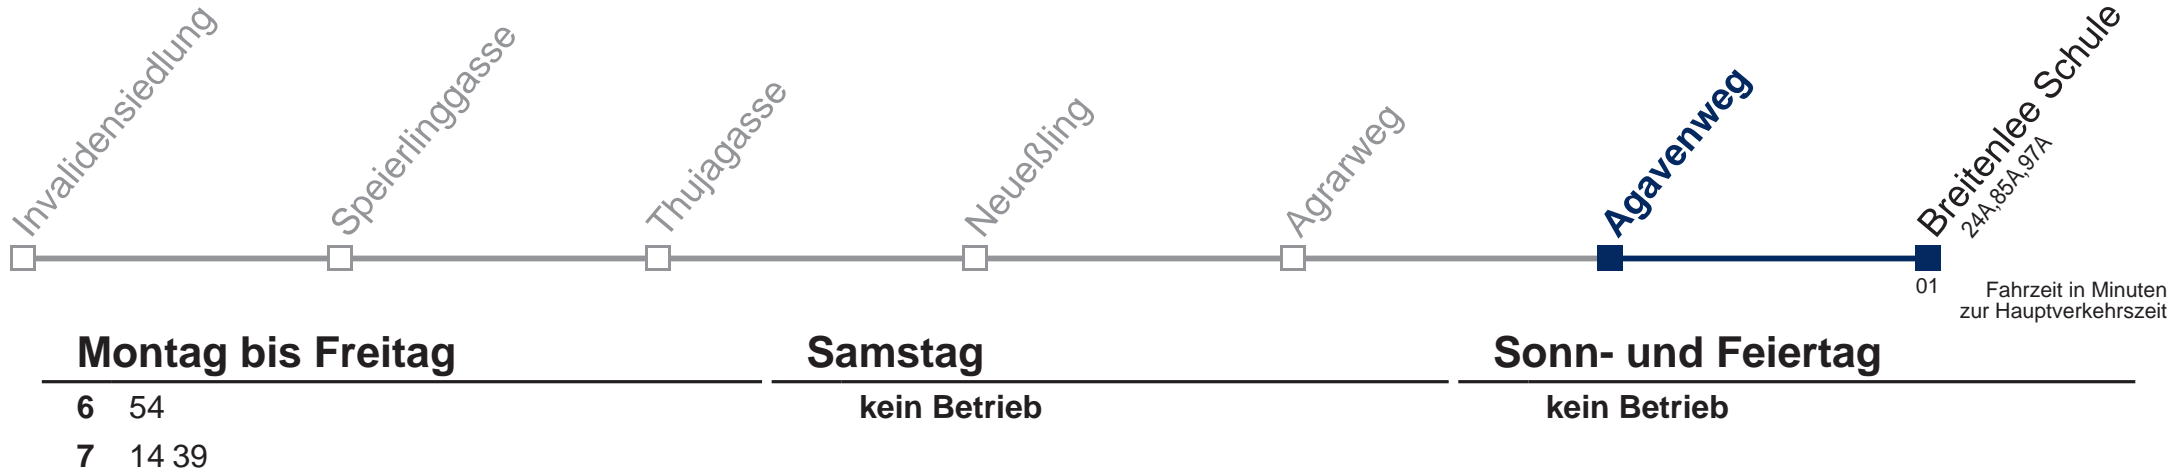 Invalidensiedlung
Speierlinggasse
Thujagasse
Neueßling
Agrarweg
Agavenweg
Breitenlee Schule
24A,85A,97A
01
Fahrzeit in Minuten
zur Hauptverkehrszeit
Montag bis Freitag
6 54
7 14 39
Samstag
kein Betrieb
Sonn- und Feiertag
kein Betrieb